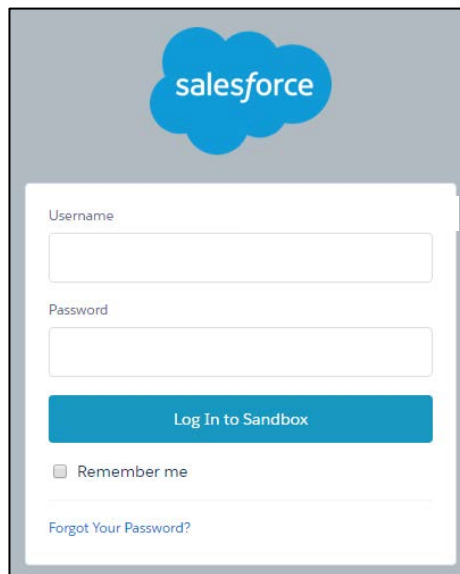 salesforce
Username
Password
Log In to Sandbox
Remember me
Forgot Your Password?